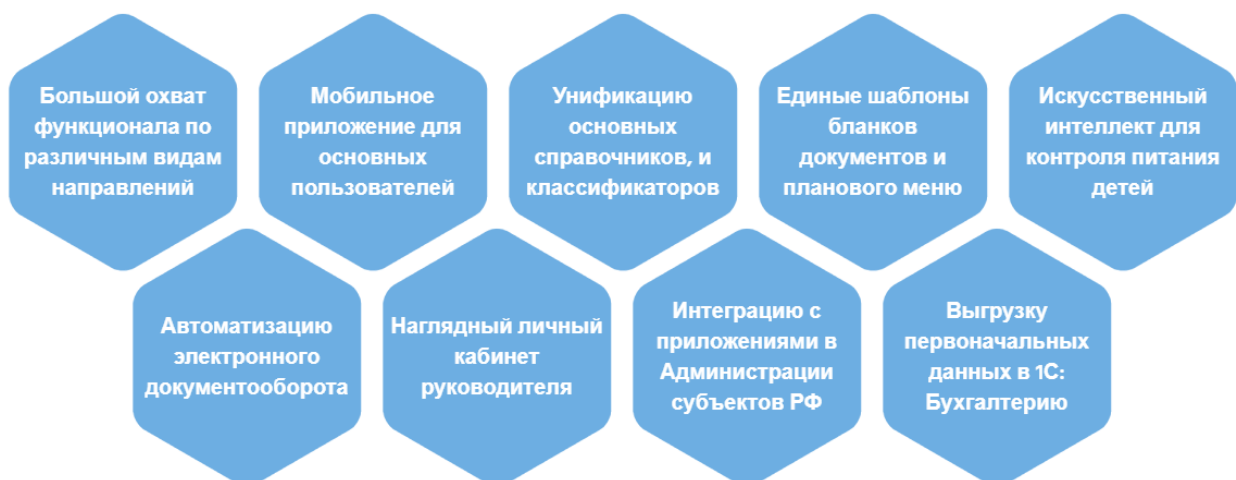 Большой охват
функционала по
различным видам
направлений
Мобильное
приложение для
основных
пользователей
Унификацию
основных
справочников, и
классификаторов
Единые шаблоны
бланков
документов и
планового меню
Искусственный
интеллект для
контроля питания
детей
Автоматизацию
электронного
документооборота
Наглядный личный
кабинет
руководителя
Интеграцию с
приложениями в
Администрации
субъектов РФ
Выгрузку
первоначальных
данных в 1С:
Бухгалтерию